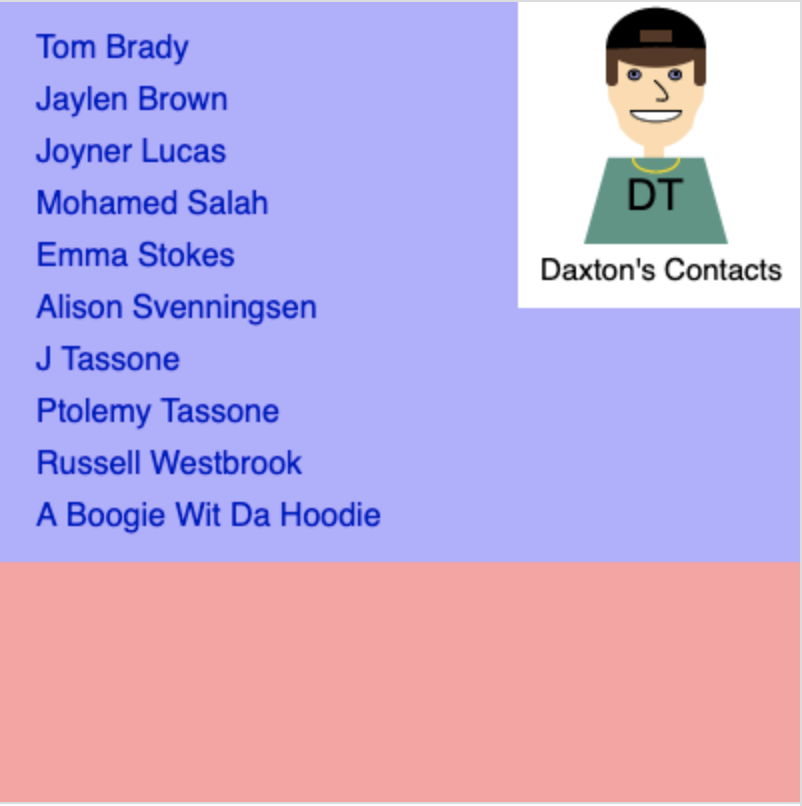 Tom Brady
Jaylen Brown
Joyner Lucas
Mohamed Salah
Emma Stokes
Alison Svenningsen
J Tassone
Ptolemy Tassone
Russell Westbrook
A Boogie Wit Da Hoodie
DT
Daxton's Contacts